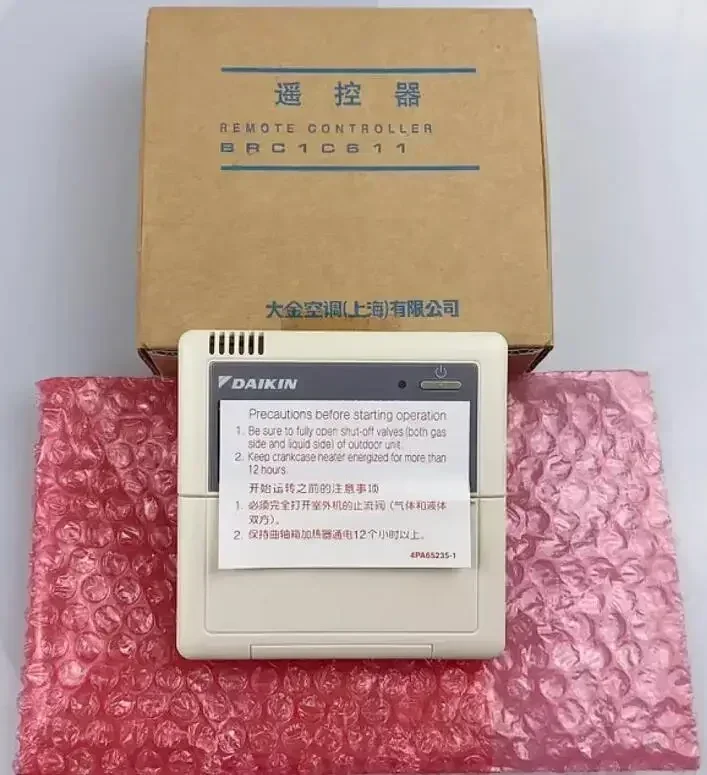 遥控器
REMOTE CONTROLLER
BRC1C611
大金空调(上海)有限公司
DAIKIN
Precautions before starting operation
1. Be sure to fully open shut-off valves (both gas
side and liquid side) of outdoor unit.
2. Keep crankcase heater energized for more than
12 hours.
开始运转之前的注意事项
1. 必须完全打开室外机的止流阀（气体和液体
双方）。
2. 保持曲轴箱加热器通电12个小时以上。
4PA65235-1